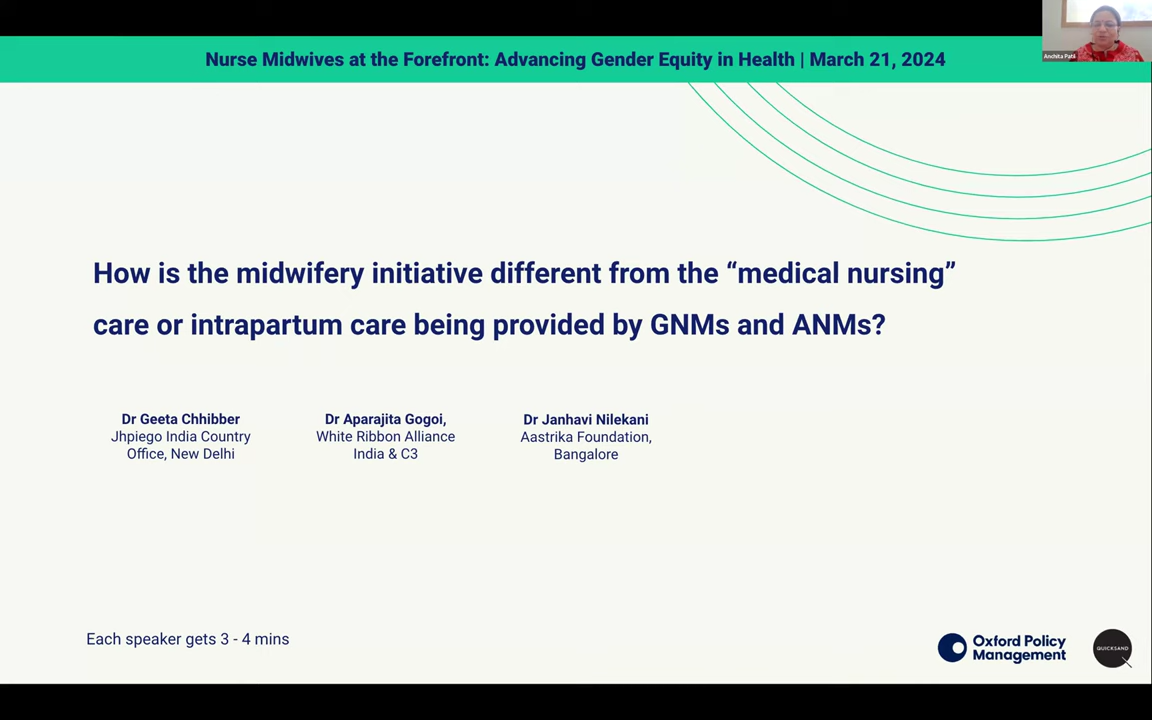 Nurse Midwives at the Forefront: Advancing Gender Equity in Health | March 21, 2024
Anchita Patil
How is the midwifery initiative different from the “medical nursing”
care or intrapartum care being provided by GNMs and ANMs?
Dr Geeta Chhibber
Jhpiego India Country
Office, New Delhi
Dr Aparajita Gogoi,
White Ribbon Alliance
India & C3
Dr Janhavi Nilekani
Aastrika Foundation,
Bangalore
Each speaker gets 3 - 4 mins
Oxford Policy
Management
QUICKSAND